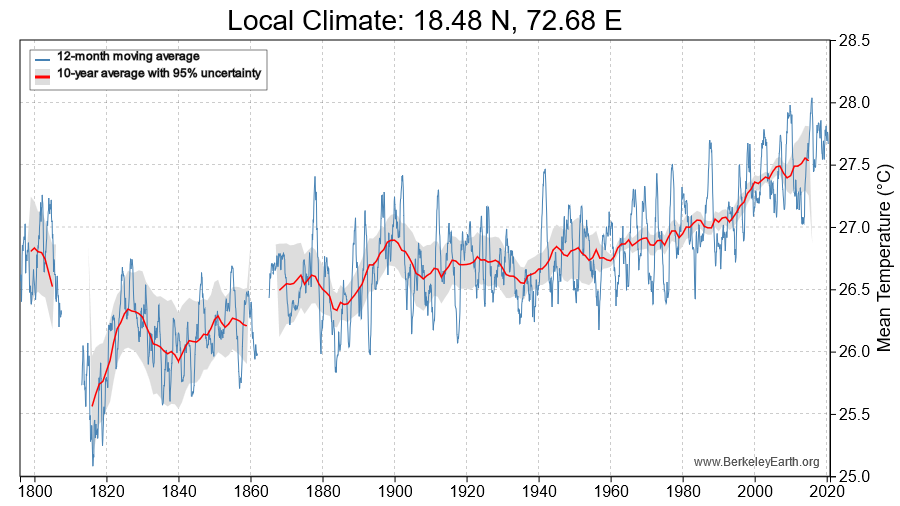 Local Climate: 18.48 N, 72.68 E
12-month moving average
10-year average with 95% uncertainty
28.5
28.0
27.5
27.0
26.5
26.0
25.5
25.0
Mean Temperature (°C)
www.BerkeleyEarth.org
1800 1820 1840 1860 1880 1900 1920 1940 1960 1980 2000 2020